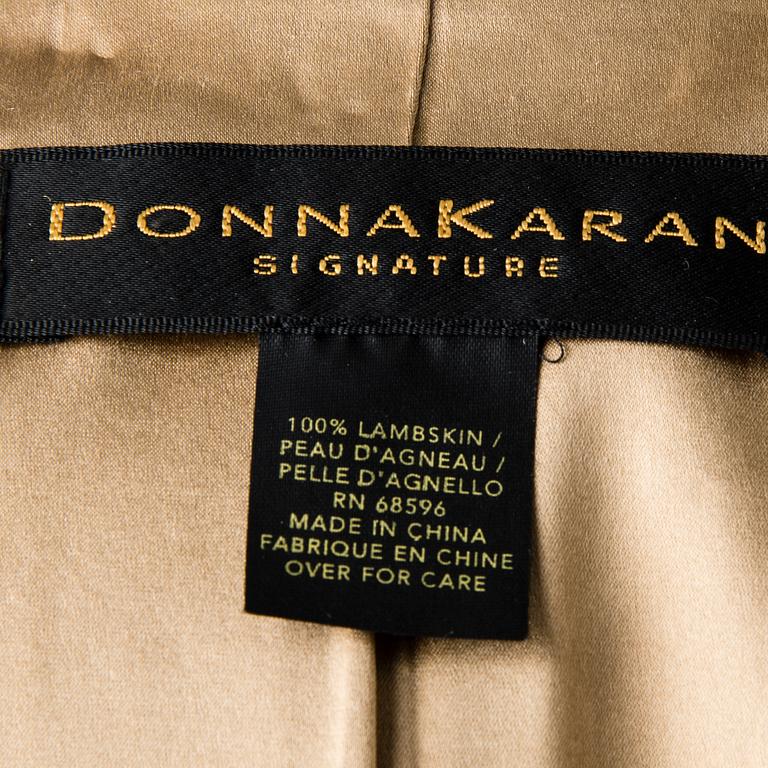 DONNAKARAN
SIGNATURE
100% LAMBSKIN /
PEAU D'AGNEAU /
PELLE D'AGNELLO
RN 68596
MADE IN CHINA
FABRIQUE EN CHINE
OVER FOR CARE